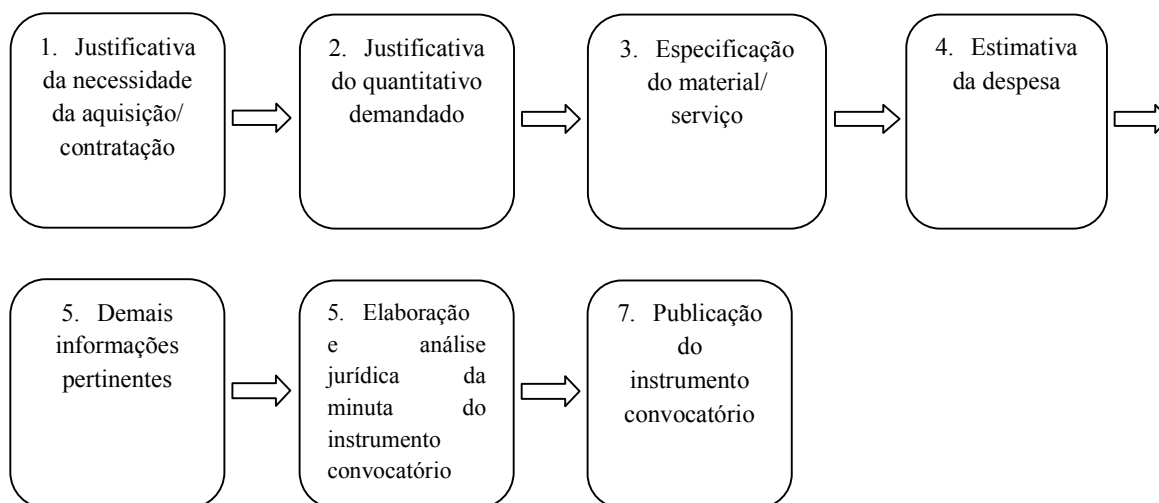 1. Justificativa
da necessidade
da aquisição/
contratação
2. Justificativa
do quantitativo
demandado
3. Especificação
do material/
serviço
4. Estimativa
da despesa
5. Demais
informações
pertinentes
5. Elaboração
e análise
jurídica da
minuta do
instrumento
convocatório
7. Publicação
do
instrumento
convocatório